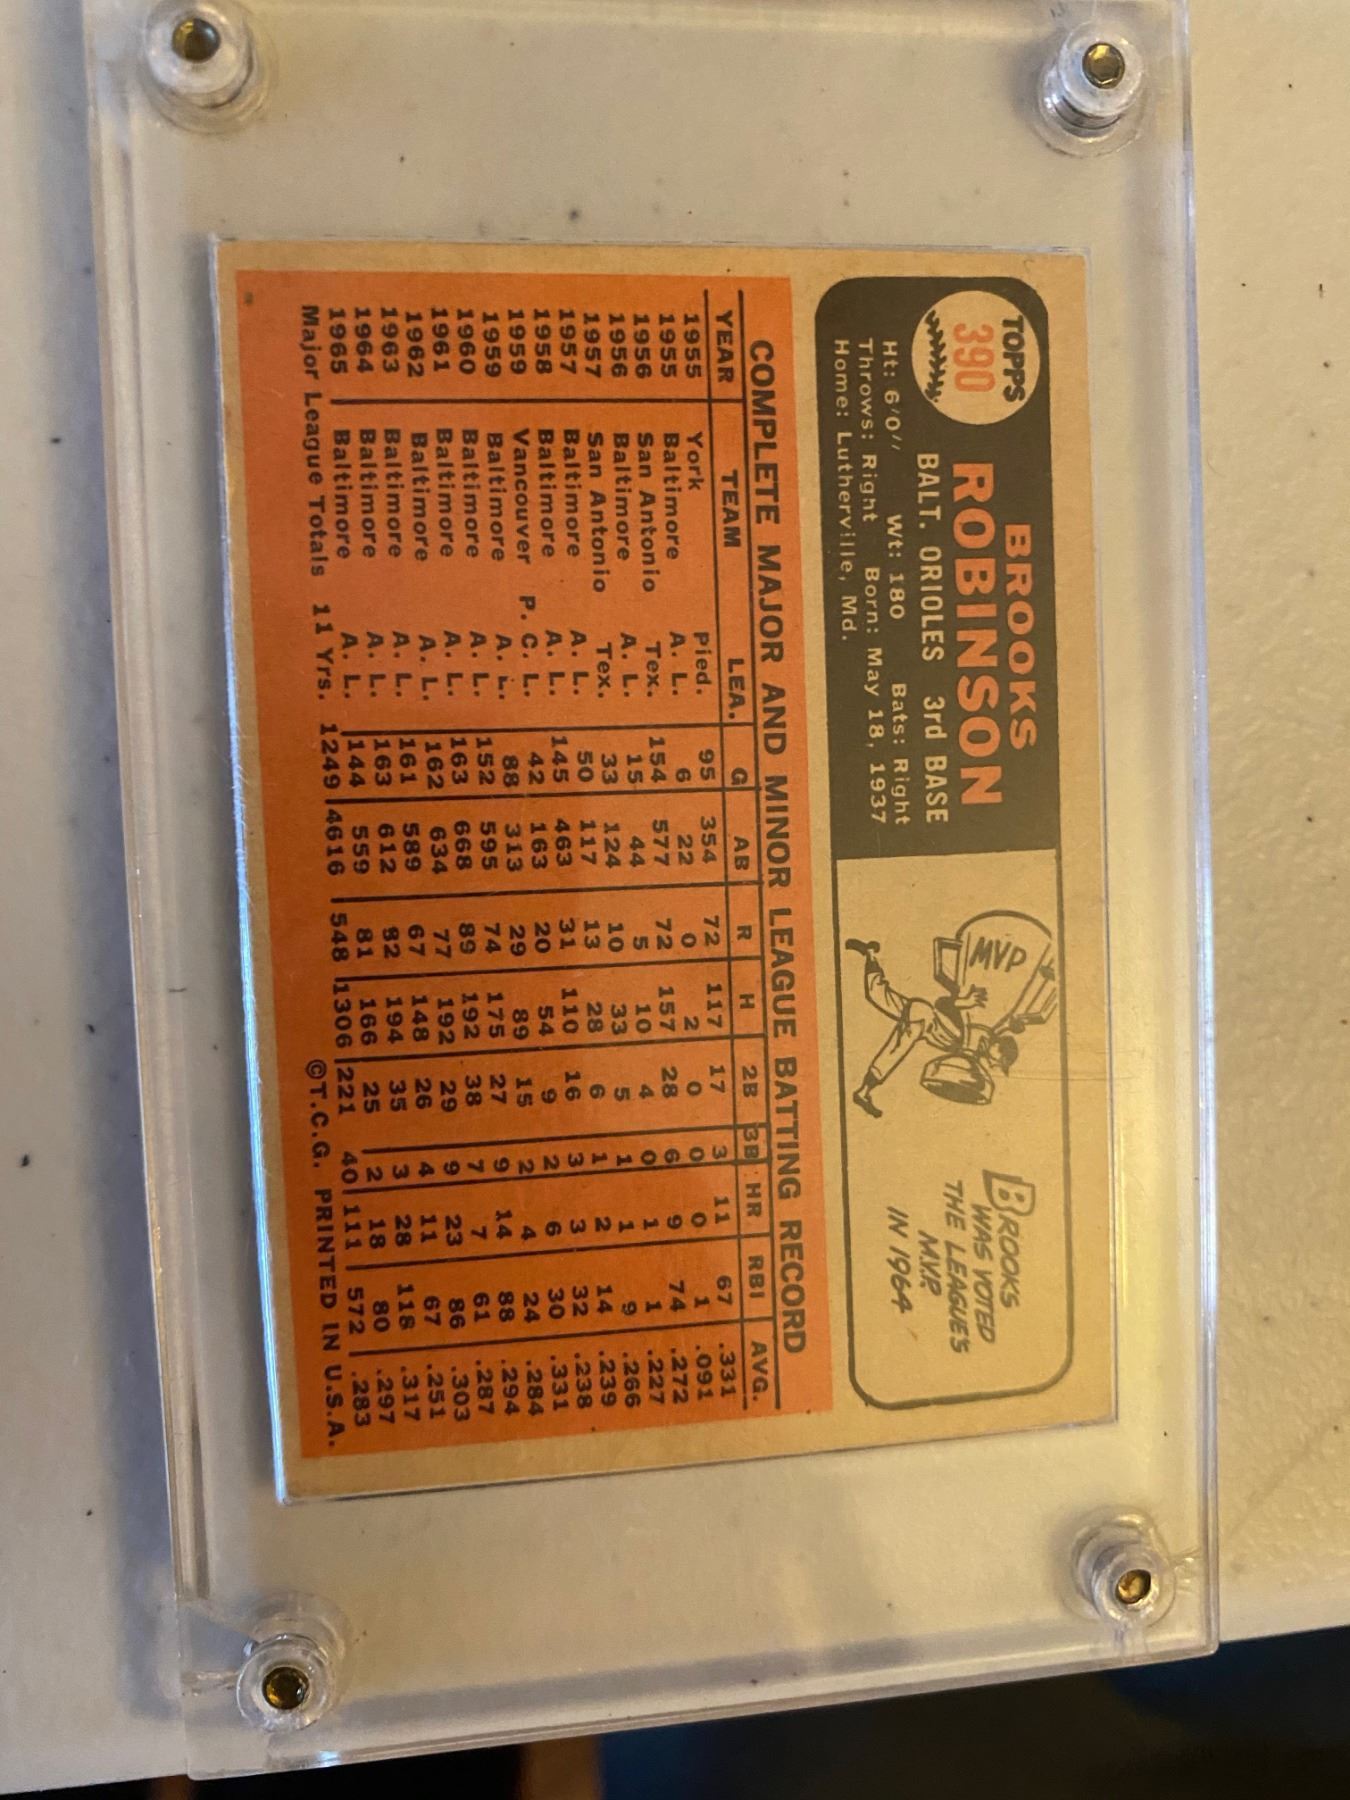 TOPPS
390
BROOKS
ROBINSON
BALT. ORIOLES 3rd BASE
Ht: 6'0" Wt: 180 Bats: Right
Throws: Right Born: May 18, 1937
Home: Lutherville, Md.
MVP
BROOKS
WAS VOTED
THE LEAGUE'S
M.V.P.
IN 1964
COMPLETE MAJOR AND MINOR LEAGUE BATTING RECORD
YEAR TEAM LEA. G AB R H 2B 3B HR RBI AVG.
1955 York Pied. 95 354 72 117 17 3 11 67 .331
1955 Baltimore A. L. 6 22 0 2 0 0 0 1 .091
1956 San Antonio Tex. 154 577 72 157 28 6 9 74 .272
1956 Baltimore A. L. 15 44 5 10 4 0 1 1 .227
1957 San Antonio Tex. 33 124 10 33 5 1 1 9 .266
1957 Baltimore A. L. 50 117 13 28 6 1 2 14 .239
1958 Baltimore A. L. 145 463 31 110 16 3 3 32 .238
1959 Vancouver P. C. L. 42 163 20 54 9 2 6 30 .331
1959 Baltimore A. L. 88 313 29 89 15 2 4 24 .284
1960 Baltimore A. L. 152 595 74 175 27 9 14 88 .294
1961 Baltimore A. L. 163 668 89 192 38 7 7 61 .287
1962 Baltimore A. L. 162 634 77 192 29 9 23 86 .303
1963 Baltimore A. L. 161 589 67 148 26 4 11 67 .251
1964 Baltimore A. L. 163 612 82 194 35 3 28 118 .317
1965 Baltimore A. L. 144 559 81 166 25 2 18 80 .297
Major League Totals 11 Yrs. 1249 4616 548 1306 221 40 111 572 .283
©T.C.G. PRINTED IN U.S.A.